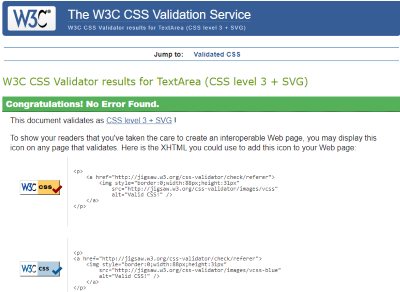 W3C The W3C CSS Validation Service
W3C CSS Validator results for TextArea (CSS level 3 + SVG)
Jump to: Validated CSS
W3C CSS Validator results for TextArea (CSS level 3 + SVG)
Congratulations! No Error Found.
This document validates as CSS level 3 + SVG !
To show your readers that you've taken the care to create an interoperable Web page, you may display this
icon on any page that validates. Here is the XHTML you could use to add this icon to your Web page:
<p>
<a href="http://jigsaw.w3.org/css-validator/check/referer">
<img style="border:0;width:88px;height:31px"
src="http://jigsaw.w3.org/css-validator/images/vcss"
alt="Valid CSS!" />
</a>
</p>
W3C css
<p>
<a href="http://jigsaw.w3.org/css-validator/check/referer">
<img style="border:0;width:88px;height:31px"
src="http://jigsaw.w3.org/css-validator/images/vcss-blue"
alt="Valid CSS!" />
</a>
</p>
W3C css